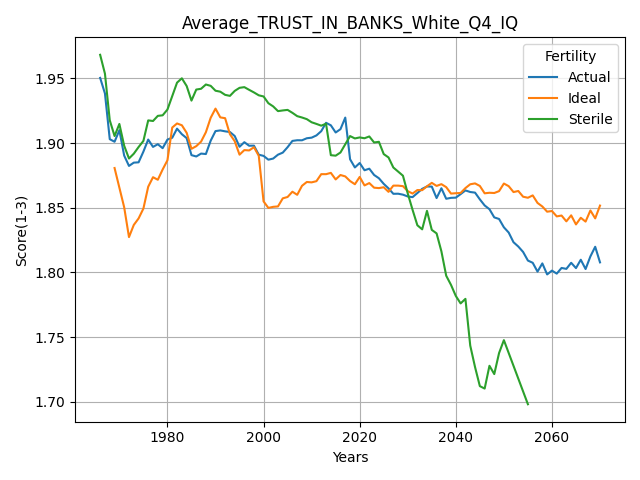 Average_TRUST_IN_BANKS_White_Q4_IQ
Fertility
Actual
Ideal
Sterile
Score(1-3)
1.95
1.90
1.85
1.80
1.75
1.70
1980 2000 2020 2040 2060
Years